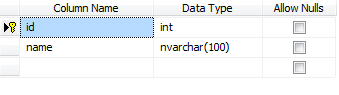 Column Name Data Type Allow Nulls
id int
name nvarchar(100)